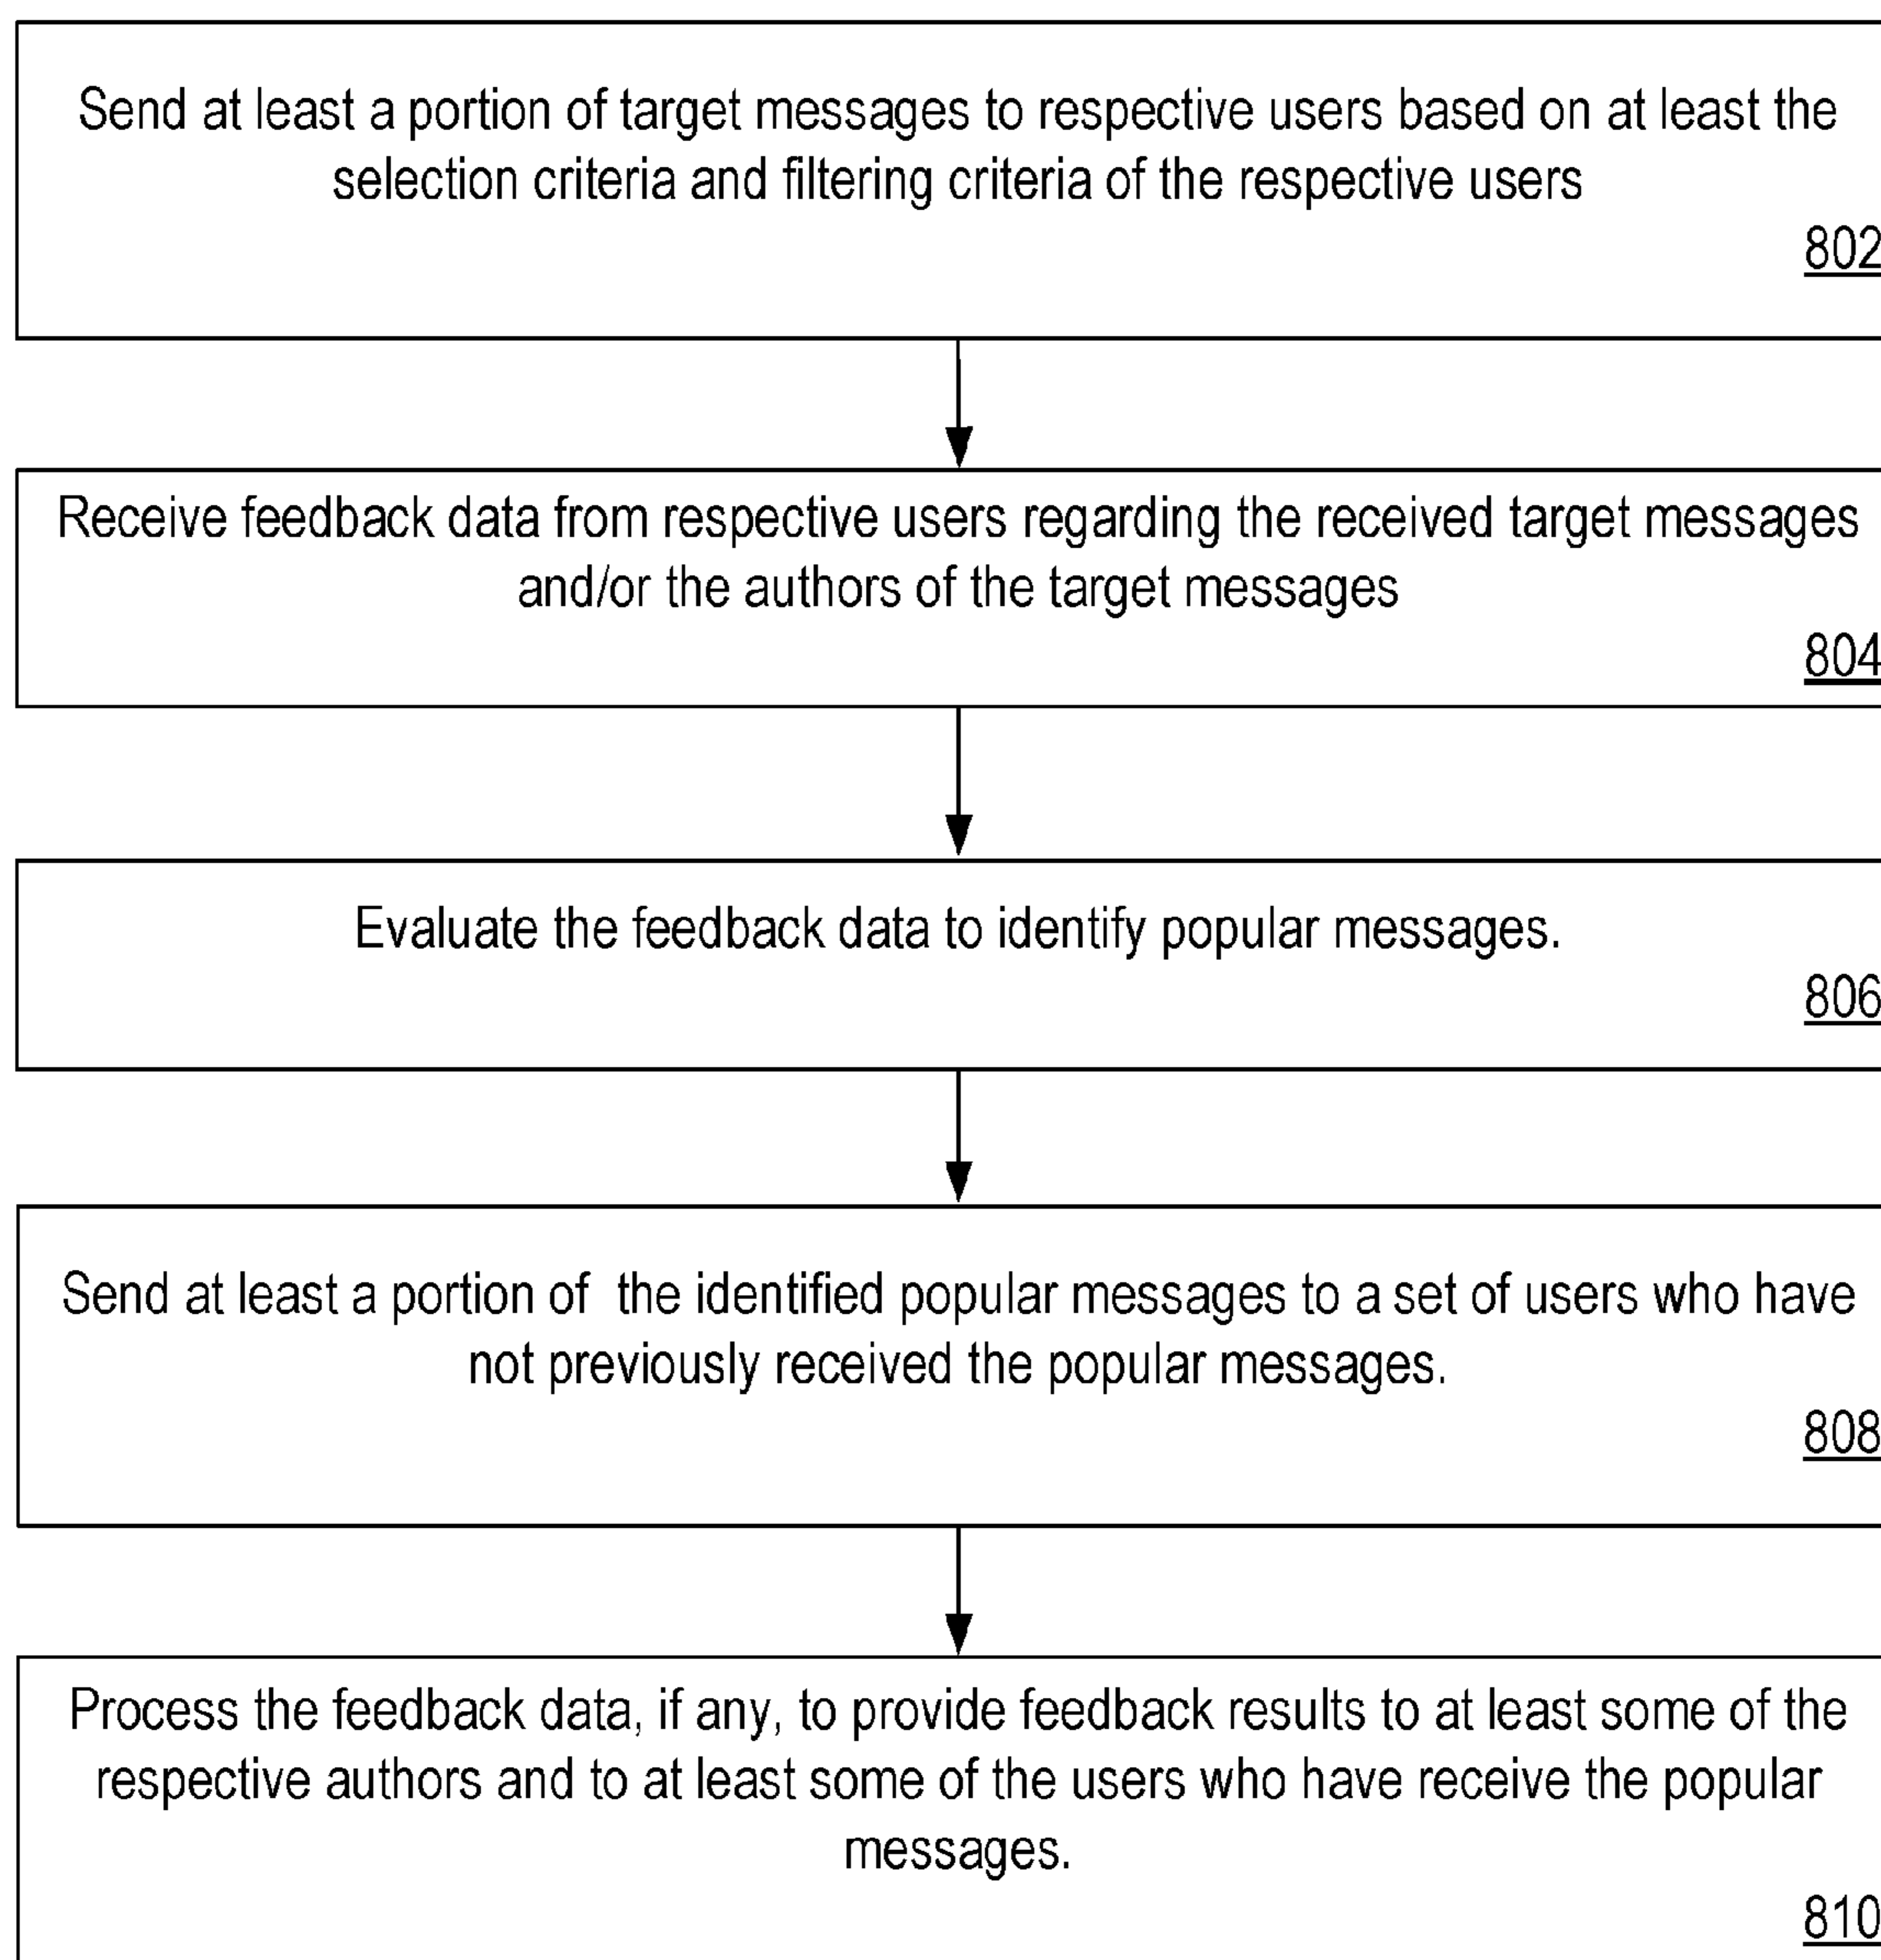 Send at least a portion of target messages to respective users based on at least the
selection criteria and filtering criteria of the respective users
802
Receive feedback data from respective users regarding the received target messages
and/or the authors of the target messages
804
Evaluate the feedback data to identify popular messages.
806
Send at least a portion of the identified popular messages to a set of users who have
not previously received the popular messages.
808
Process the feedback data, if any, to provide feedback results to at least some of the
respective authors and to at least some of the users who have receive the popular
messages.
810